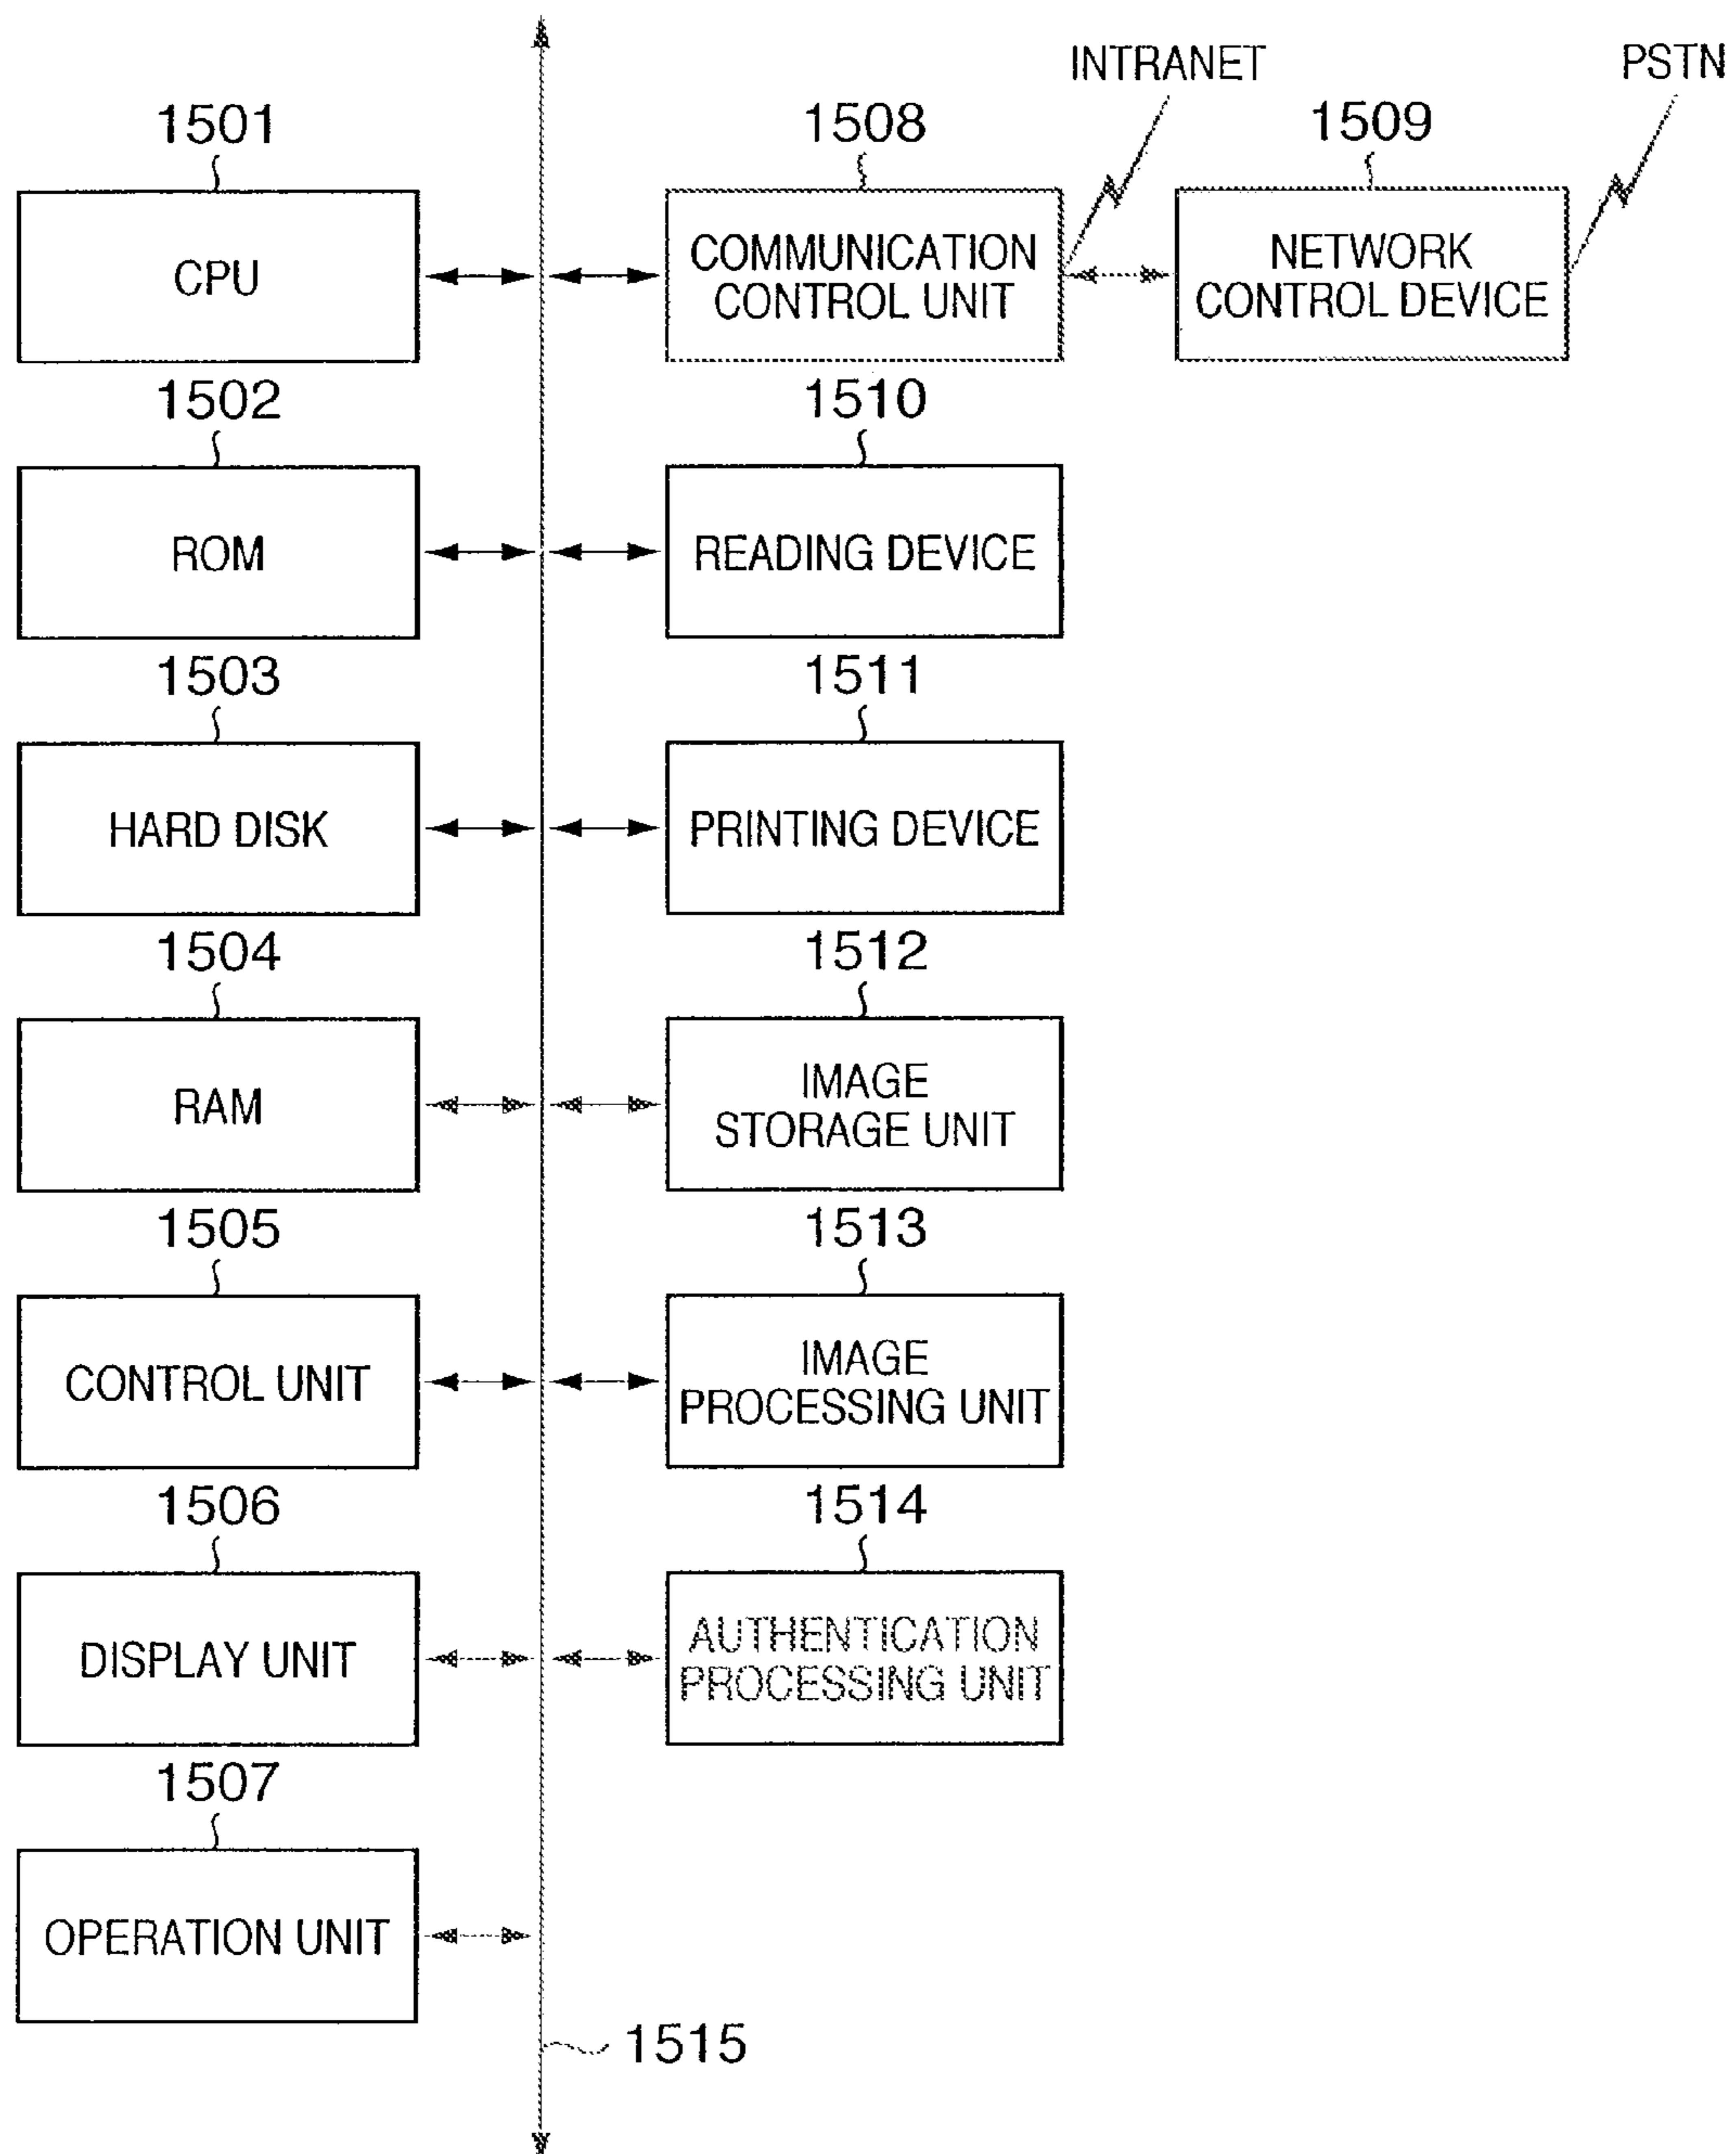 INTRANET
PSTN
1501
1508
1509
CPU
COMMUNICATION
CONTROL UNIT
NETWORK
CONTROL DEVICE
1502
1510
ROM
READING DEVICE
1503
1511
HARD DISK
PRINTING DEVICE
1504
1512
RAM
IMAGE
STORAGE UNIT
1505
1513
CONTROL UNIT
IMAGE
PROCESSING UNIT
1506
1514
DISPLAY UNIT
AUTHENTICATION
PROCESSING UNIT
1507
OPERATION UNIT
1515